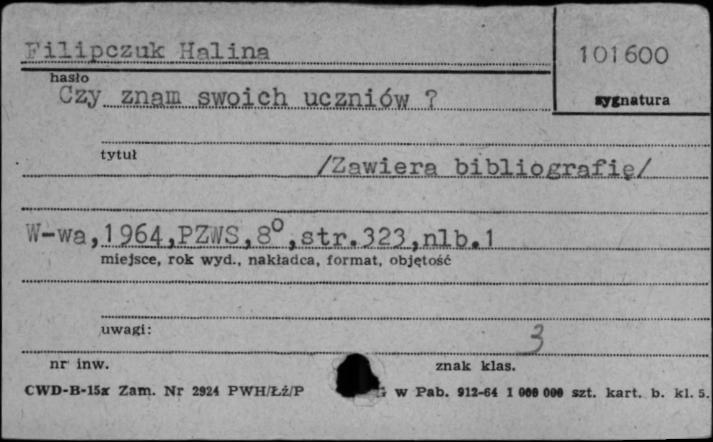 Filipczuk Halina
101600
hasło
sygnatura
Czy znam swoich uczniów ?
tytuł
/Zawiera bibliografię/
W-wa,1964,PZWS,8⁰,str.323,nlb.1
miejsce, rok wyd., nakładca, format, objętość
uwagi:
3
nr inw.
znak klas.
CWD-B-15x Zam. Nr 2924 PWH/Łż/P w Pab. 912-64 1 000 000 szt. kart. b. kl. 5.